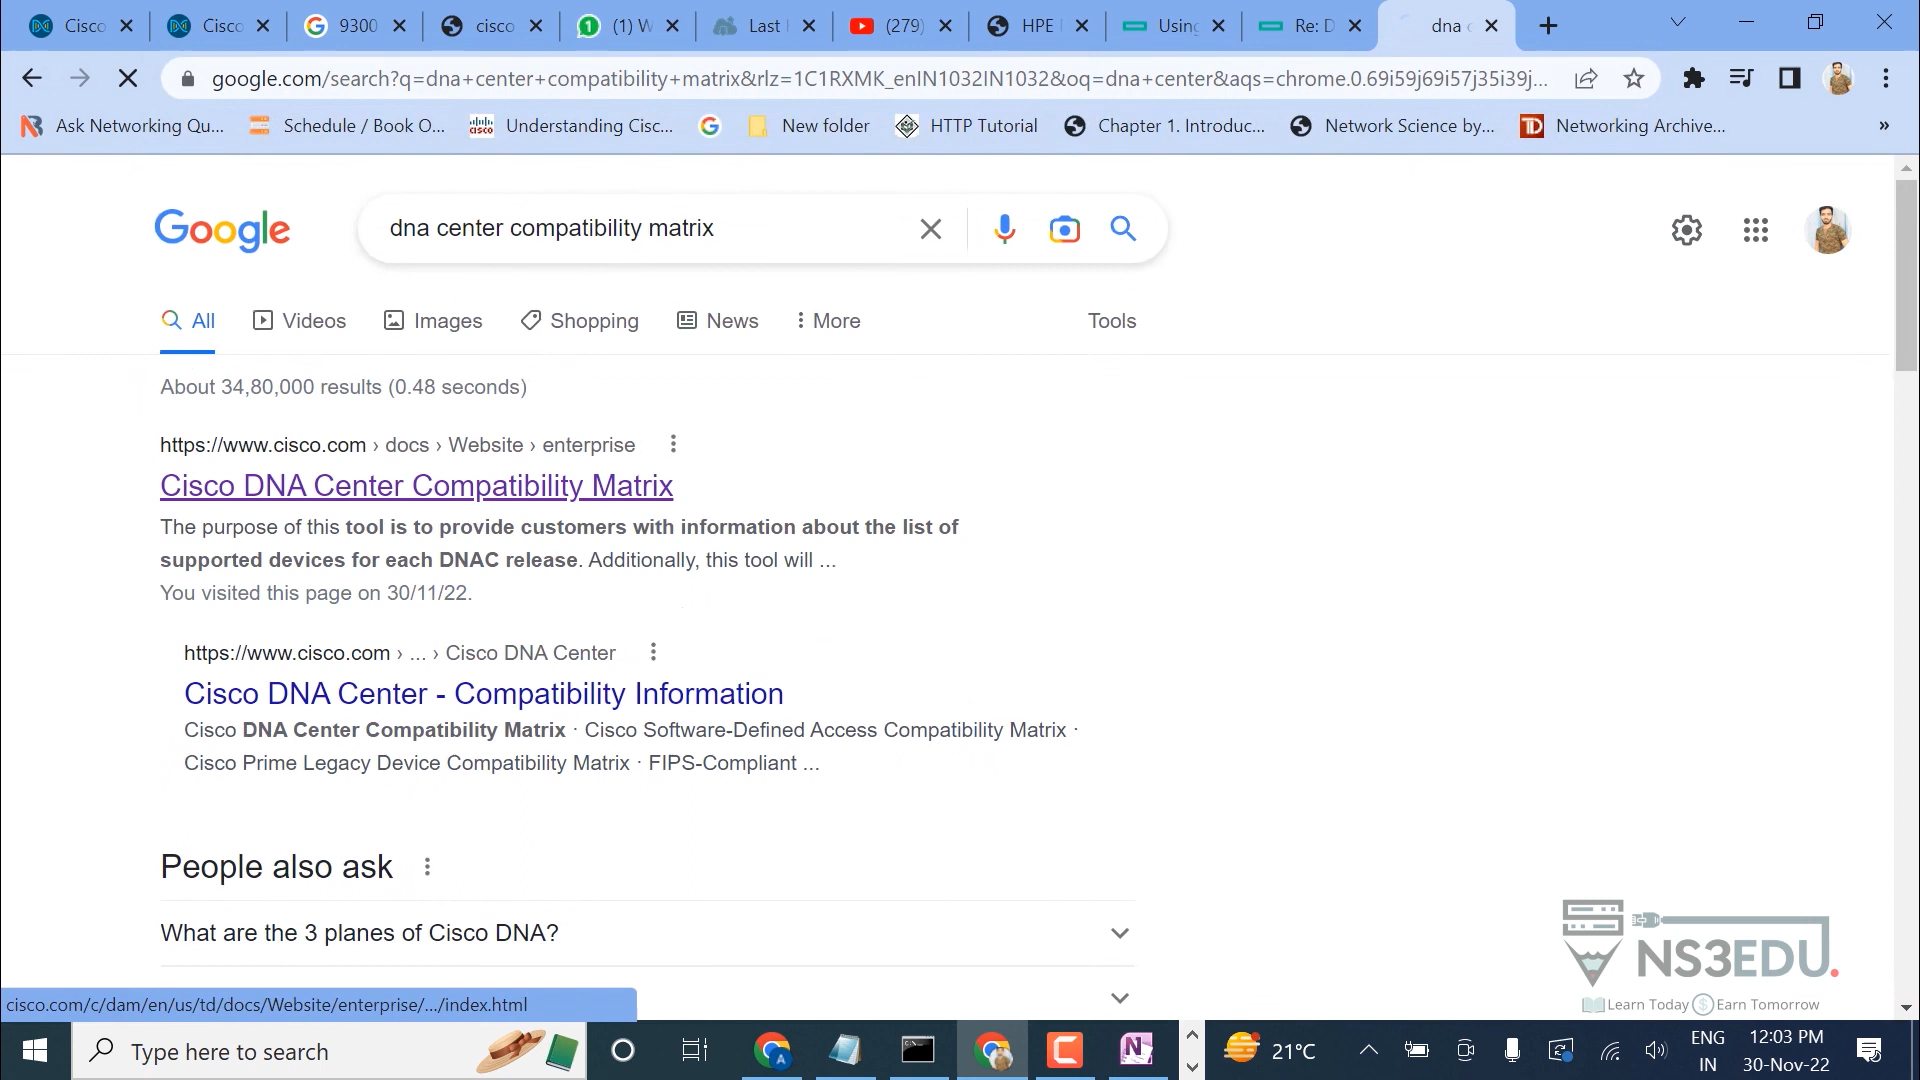 Cisco
Cisco
9300
cisco
(1) W
Last
(279)
HPE
Using
Re: D
dna c
google.com/search?q=dna+center+compatibility+matrix&rlz=1C1RXMK_enIN1032IN1032&oq=dna+center&aqs=chrome.0.69i59j69i57j35i39j...
Ask Networking Qu...
Schedule / Book O...
Understanding Cisc...
New folder
HTTP Tutorial
Chapter 1. Introduc...
Network Science by...
Networking Archive...
»
Google
dna center compatibility matrix
All
Videos
Images
Shopping
News
More
Tools
About 34,80,000 results (0.48 seconds)
https://www.cisco.com › docs › Website › enterprise
Cisco DNA Center Compatibility Matrix
The purpose of this tool is to provide customers with information about the list of
supported devices for each DNAC release. Additionally, this tool will ...
You visited this page on 30/11/22.
https://www.cisco.com › ... › Cisco DNA Center
Cisco DNA Center - Compatibility Information
Cisco DNA Center Compatibility Matrix · Cisco Software-Defined Access Compatibility Matrix ·
Cisco Prime Legacy Device Compatibility Matrix · FIPS-Compliant ...
People also ask
What are the 3 planes of Cisco DNA?
NS3EDU.
Learn Today $ Earn Tomorrow
cisco.com/c/dam/en/us/td/docs/Website/enterprise/.../index.html
Type here to search
21°C
ENG
IN
12:03 PM
30-Nov-22